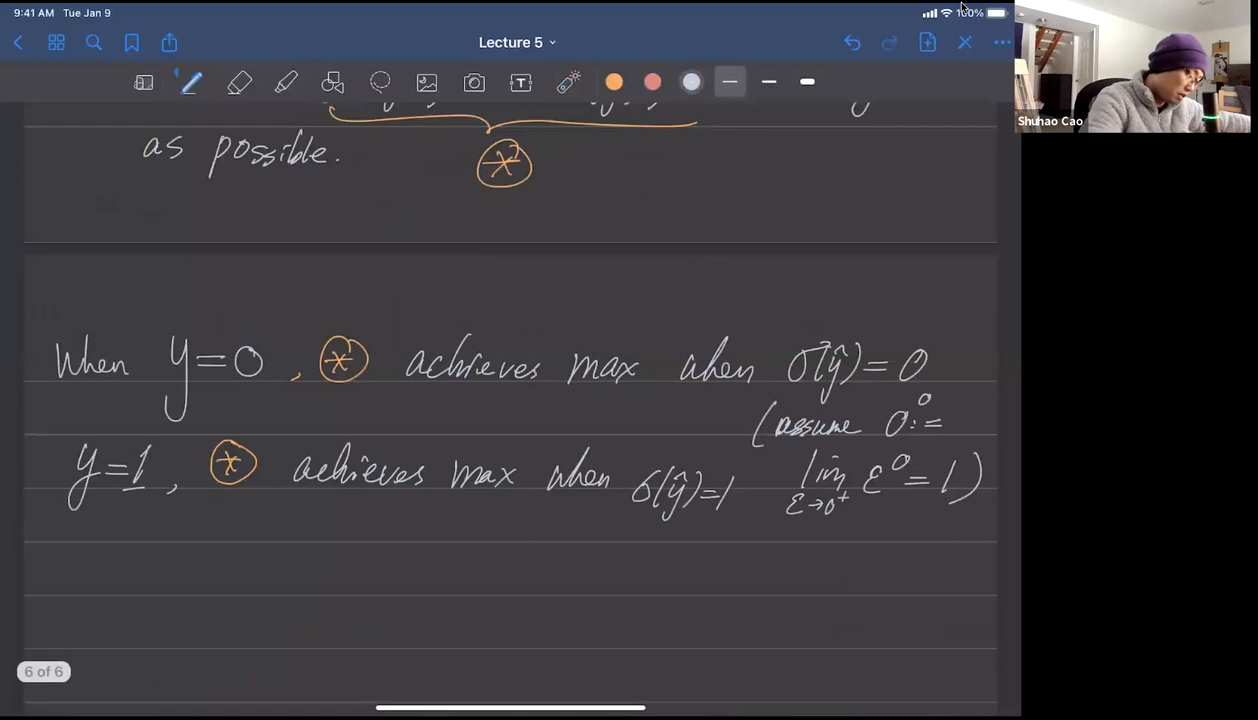 9:41 AM Tue Jan 9
100%
Lecture 5
T
Shuhao Cao
as possible.
*
When y=0, * achieves max when σ(ŷ)=0
(assume 0⁰:=
y=1, * achieves max when σ(ŷ)=1
lim ε⁰ = 1)
ε→0⁺
6 of 6